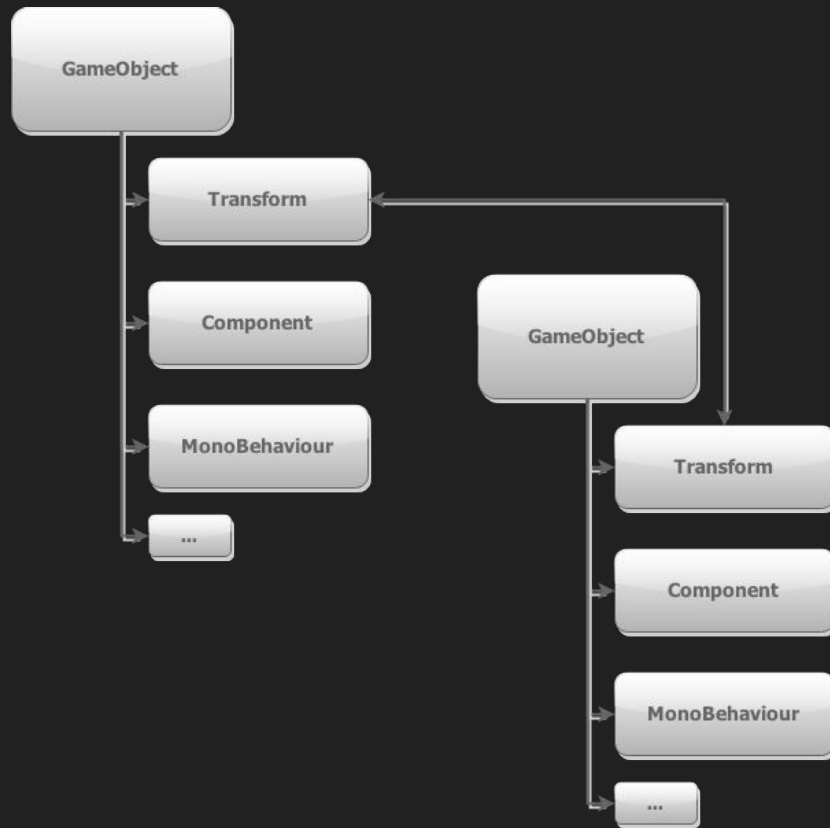 GameObject
Transform
Component
MonoBehaviour
...
GameObject
Transform
Component
MonoBehaviour
...